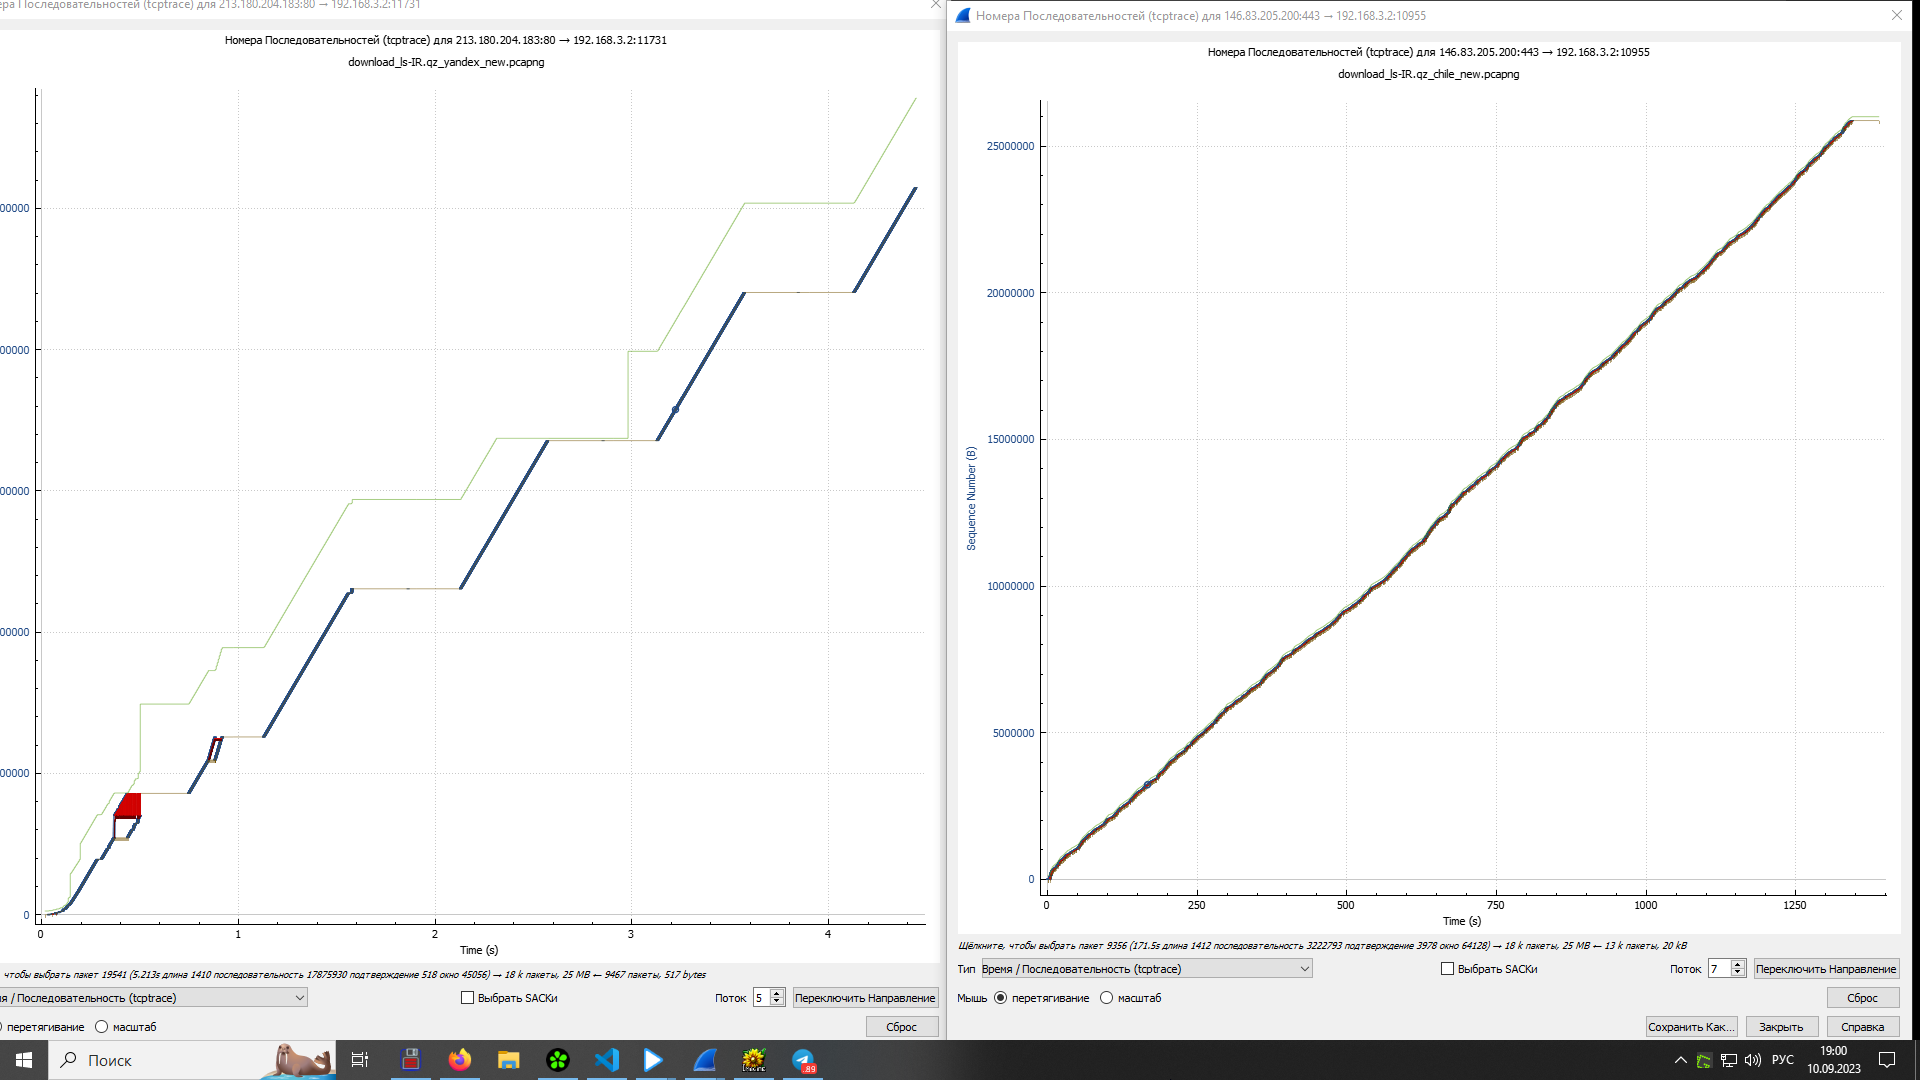 ра Последовательностей (tcptrace) для 213.180.204.183:80 → 192.168.3.2:11731
Номера Последовательностей (tcptrace) для 213.180.204.183:80 → 192.168.3.2:11731
download_ls-lR.gz_yandex_new.pcapng
00000
00000
00000
00000
00000
0
0
1
2
3
4
Time (s)
чтобы выбрать пакет 19541 (5.213s длина 1410 последовательность 17875930 подтверждение 518 окно 45056) → 18 k пакеты, 25 MB ← 9467 пакеты, 517 bytes
я / Последовательность (tcptrace)
Выбрать SACKи
Поток 5
Переключить Направление
перетягивание
масштаб
Сброс
Номера Последовательностей (tcptrace) для 146.83.205.200:443 → 192.168.3.2:10955
Номера Последовательностей (tcptrace) для 146.83.205.200:443 → 192.168.3.2:10955
download_ls-lR.gz_chile_new.pcapng
Sequence Number (B)
25000000
20000000
15000000
10000000
5000000
0
0
250
500
750
1000
1250
Time (s)
Щёлкните, чтобы выбрать пакет 9356 (171.5s длина 1412 последовательность 3222793 подтверждение 3978 окно 64128) → 18 k пакеты, 25 MB ← 13 k пакеты, 20 kB
Тип Время / Последовательность (tcptrace)
Выбрать SACKи
Поток 7
Переключить Направление
Мышь перетягивание масштаб
Сброс
Сохранить Как...
Закрыть
Справка
Поиск
89
РУС
19:00
10.09.2023